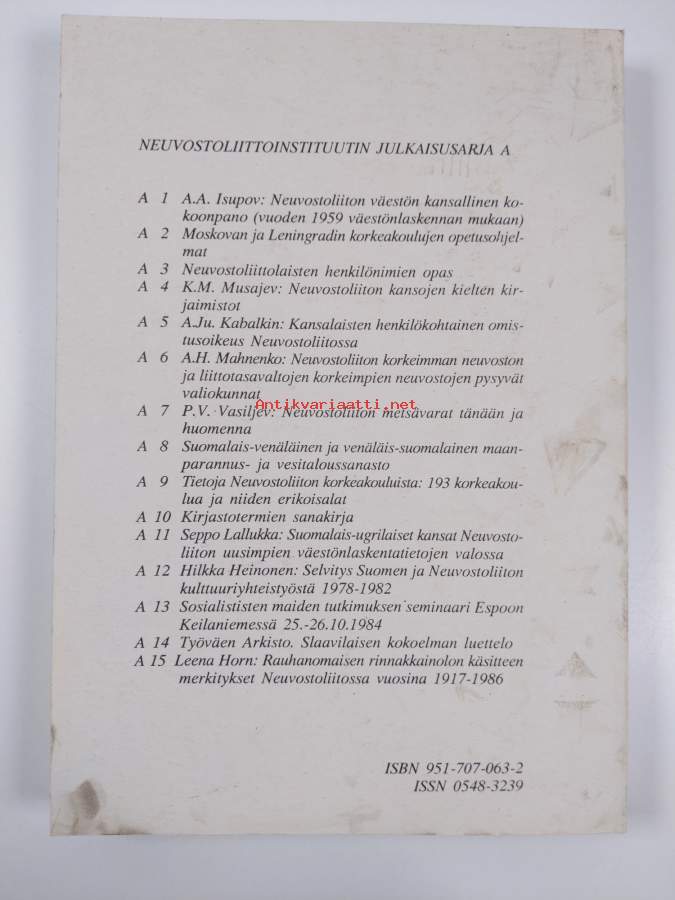 NEUVOSTOLIITTOINSTITUUTIN JULKAISUSARJA A
A 1 A.A. Isupov: Neuvostoliiton väestön kansallinen ko-
koonpano (vuoden 1959 väestönlaskennan mukaan)
A 2 Moskovan ja Leningradin korkeakoulujen opetusohjel-
mat
A 3 Neuvostoliittolaisten henkilönimien opas
A 4 K.M. Musajev: Neuvostoliiton kansojen kielten kir-
jaimistot
A 5 A.Ju. Kabalkin: Kansalaisten henkilökohtainen omis-
tusoikeus Neuvostoliitossa
A 6 A.H. Mahnenko: Neuvostoliiton korkeimman neuvoston
ja liittotasavaltojen korkeimpien neuvostojen pysyvät
valiokunnat
Antikvariaatti.net
A 7 P.V. Vasiljev: Neuvostoliiton metsävarat tänään ja
huomenna
A 8 Suomalais-venäläinen ja venäläis-suomalainen maan-
parannus- ja vesitaloussanasto
A 9 Tietoja Neuvostoliiton korkeakouluista: 193 korkeakou-
lua ja niiden erikoisalat
A 10 Kirjastotermien sanakirja
A 11 Seppo Lallukka: Suomalais-ugrilaiset kansat Neuvosto-
liiton uusimpien väestönlaskentatietojen valossa
A 12 Hilkka Heinonen: Selvitys Suomen ja Neuvostoliiton
kulttuuriyhteistyöstä 1978-1982
A 13 Sosialististen maiden tutkimuksen seminaari Espoon
Keilaniemessä 25.-26.10.1984
A 14 Työväen Arkisto. Slaavilaisen kokoelman luettelo
A 15 Leena Horn: Rauhanomaisen rinnakkainolon käsitteen
merkitykset Neuvostoliitossa vuosina 1917-1986
ISBN 951-707-063-2
ISSN 0548-3239